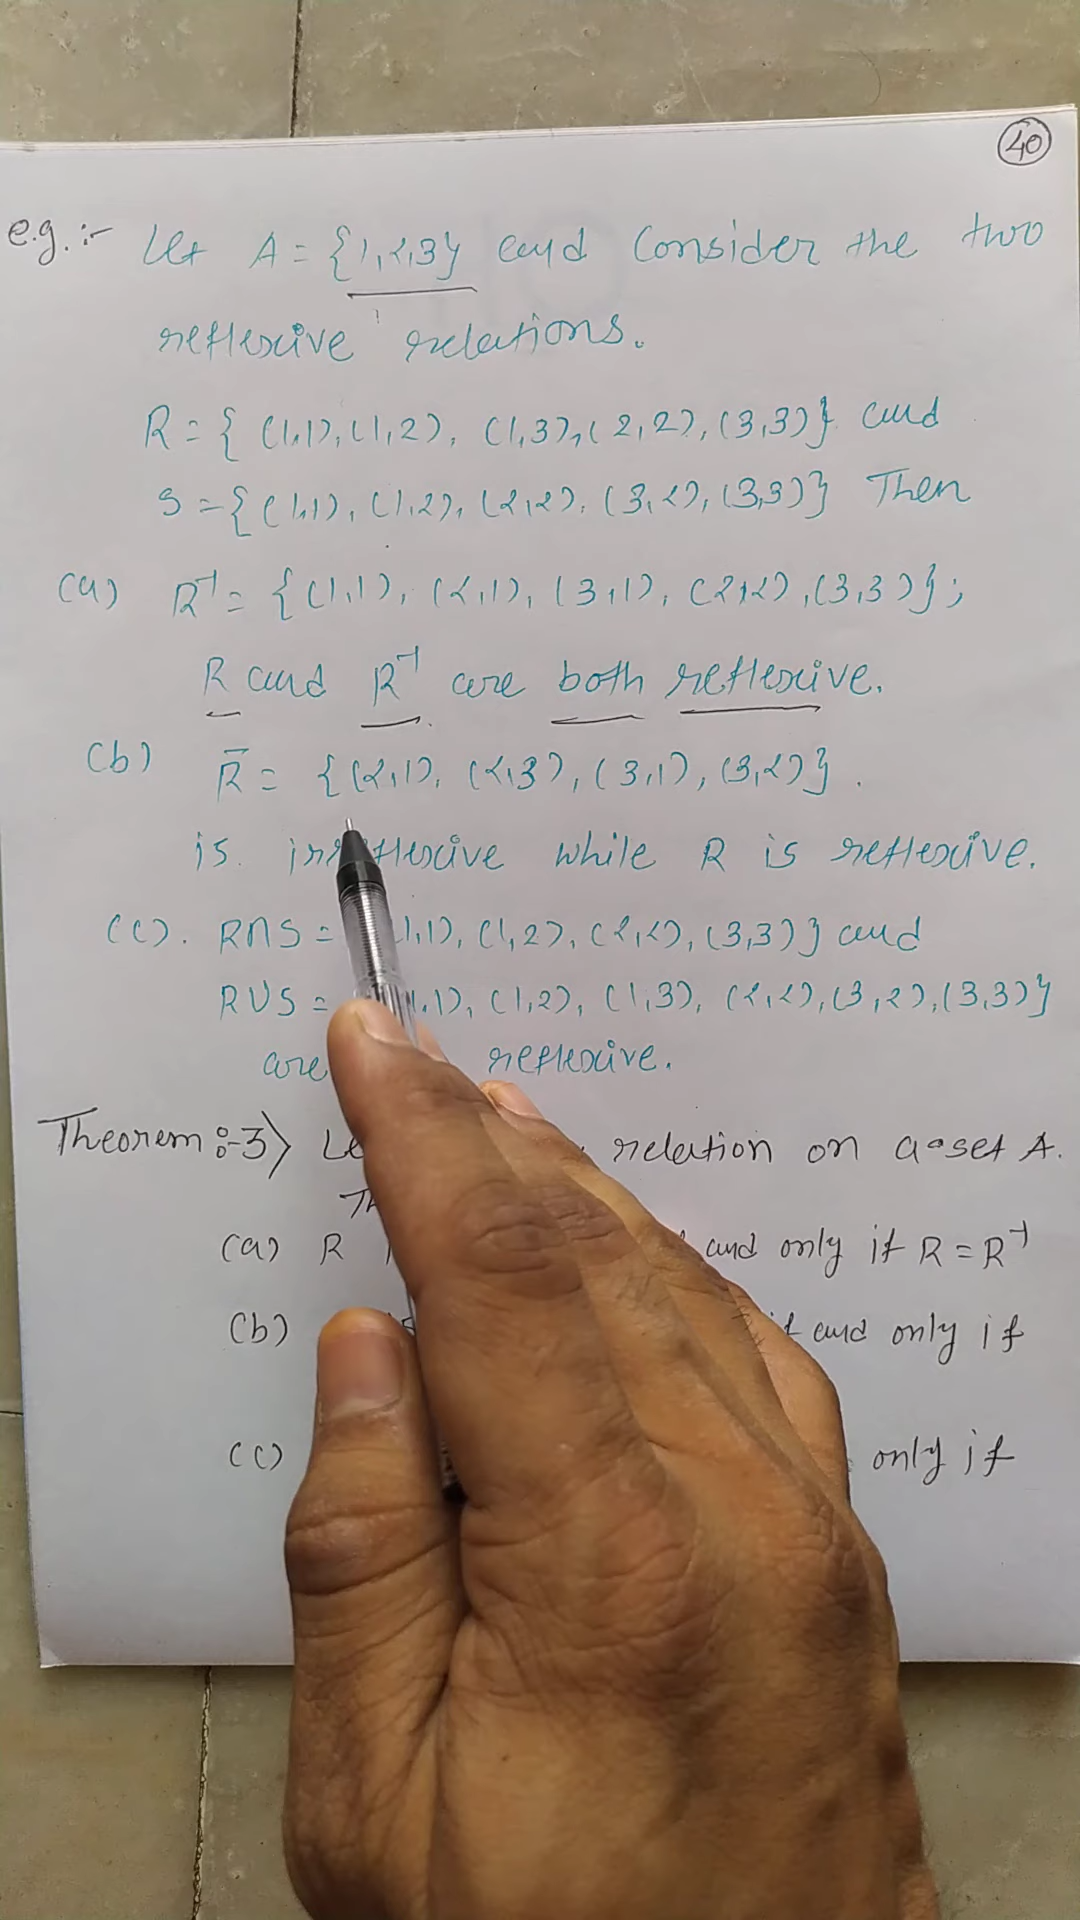 40
e.g. :- Let A = {1,2,3} and Consider the two
reflexive relations.
R = { (1,1), (1,2), (1,3), (2,2), (3,3)} and
S = { (1,1), (1,2), (2,2), (3,2), (3,3)} Then
(a) R⁻¹ = { (1,1), (2,1), (3,1), (2,2), (3,3)};
R and R⁻¹ are both reflexive.
(b) R̄ = { (2,1), (2,3), (3,1), (3,2)}.
is irreflexive while R is reflexive.
(c). R∩S = 1,1), (1,2), (2,2), (3,3)} and
R∪S = 1,1), (1,2), (1,3), (2,2), (3,2), (3,3)}
are reflexive.
Theorem :-3) relation on a set A.
(a) R and only if R = R⁻¹
(b) and only if
(c) only if